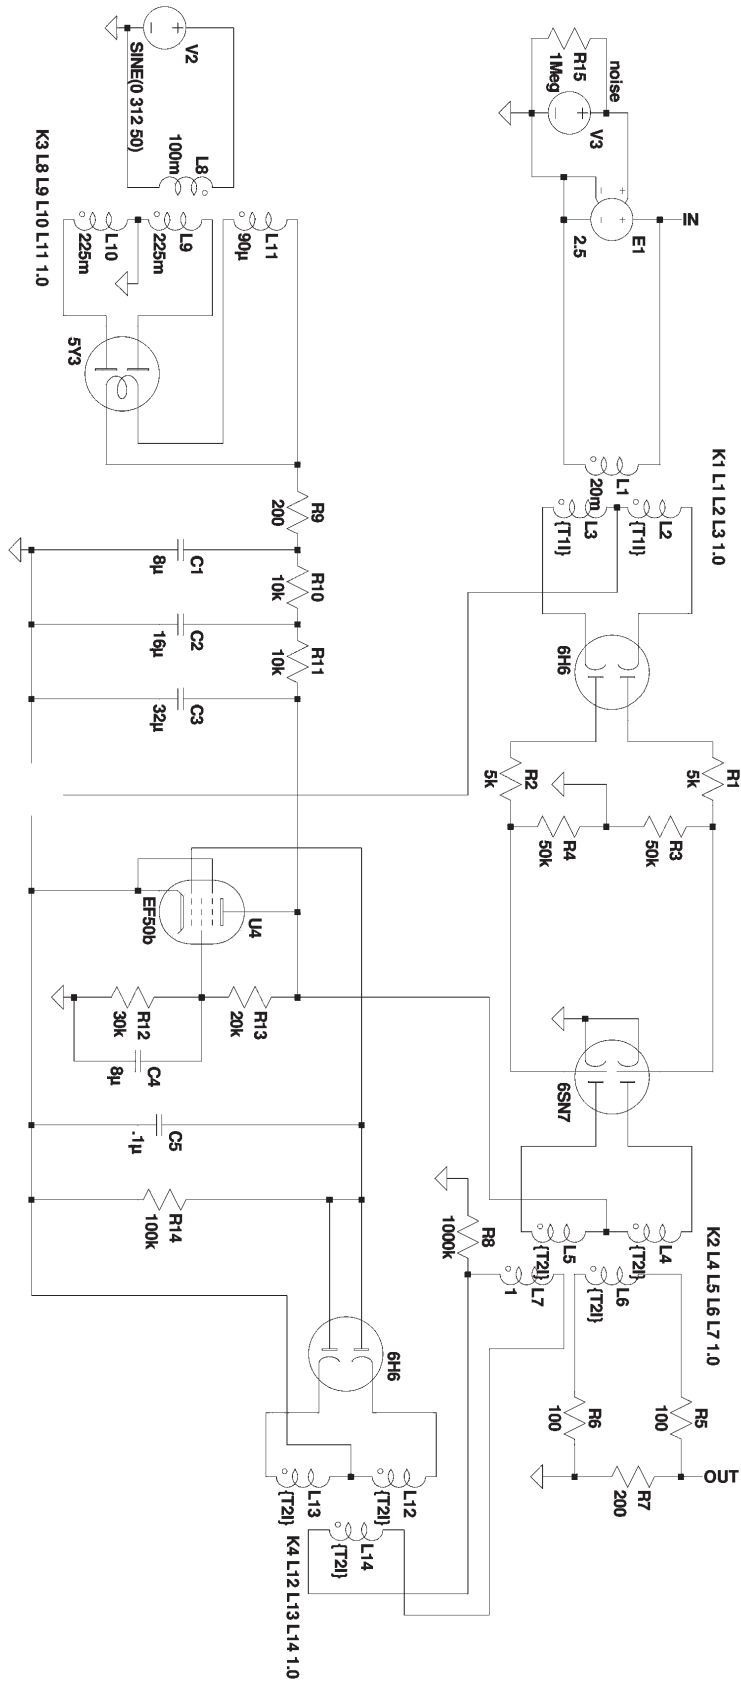 IN
noise
R15
1Meg
V3
E1
2.5
V2
SINE(0 312 50)
L8
100m
L11
90µ
L9
225m
L10
225m
K3 L8 L9 L10 L11 1.0
5Y3
K1 L1 L2 L3 1.0
L1
20m
L2
{T1l}
L3
{T1l}
6H6
R1
5k
R2
5k
R3
50k
R4
50k
R9
200
R10
10k
R11
10k
C1
8µ
C2
16µ
C3
32µ
U4
EF50b
R13
20k
R12
30k
C4
8µ
C5
.1µ
R14
100k
6SN7
K2 L4 L5 L6 L7 1.0
L4
{T2l}
L5
{T2l}
L6
{T2l}
L7
1
R8
1000k
R5
100
R6
100
R7
200
OUT
6H6
L12
{T2l}
L13
{T2l}
L14
{T2l}
K4 L12 L13 L14 1.0